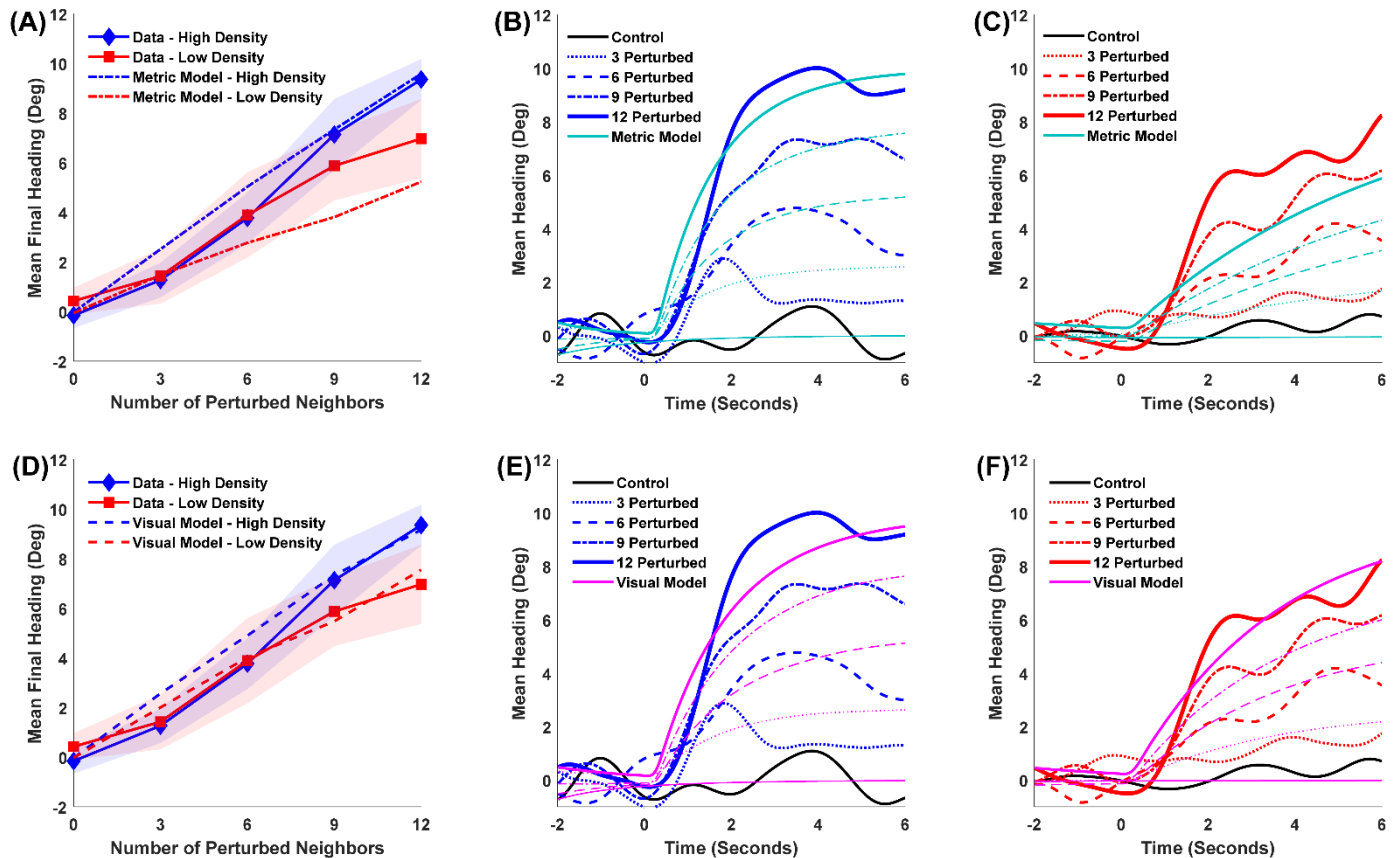 (A)
12
10
8
6
4
2
0
-2
Mean Final Heading (Deg)
Data - High Density
Data - Low Density
Metric Model - High Density
Metric Model - Low Density
0 3 6 9 12
Number of Perturbed Neighbors
(B)
12
10
8
6
4
2
0
Mean Heading (Deg)
Control
3 Perturbed
6 Perturbed
9 Perturbed
12 Perturbed
Metric Model
-2 0 2 4 6
Time (Seconds)
(C)
12
10
8
6
4
2
0
Mean Heading (Deg)
Control
3 Perturbed
6 Perturbed
9 Perturbed
12 Perturbed
Metric Model
-2 0 2 4 6
Time (Seconds)
(D)
12
10
8
6
4
2
0
-2
Mean Final Heading (Deg)
Data - High Density
Data - Low Density
Visual Model - High Density
Visual Model - Low Density
0 3 6 9 12
Number of Perturbed Neighbors
(E)
12
10
8
6
4
2
0
Mean Heading (Deg)
Control
3 Perturbed
6 Perturbed
9 Perturbed
12 Perturbed
Visual Model
-2 0 2 4 6
Time (Seconds)
(F)
12
10
8
6
4
2
0
Mean Heading (Deg)
Control
3 Perturbed
6 Perturbed
9 Perturbed
12 Perturbed
Visual Model
-2 0 2 4 6
Time (Seconds)